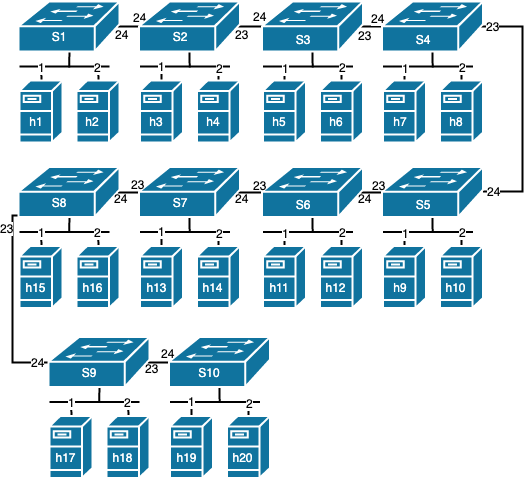 24 24 24
24 23 23 23
S1 S2 S3 S4
1 2 1 2 1 2 1 2
h1 h2 h3 h4 h5 h6 h7 h8
23 23 23 24
24 24 24
S8 S7 S6 S5
23
1 2 1 2 1 2 1 2
h15 h16 h13 h14 h11 h12 h9 h10
24
24 23
S9 S10
1 2 1 2
h17 h18 h19 h20